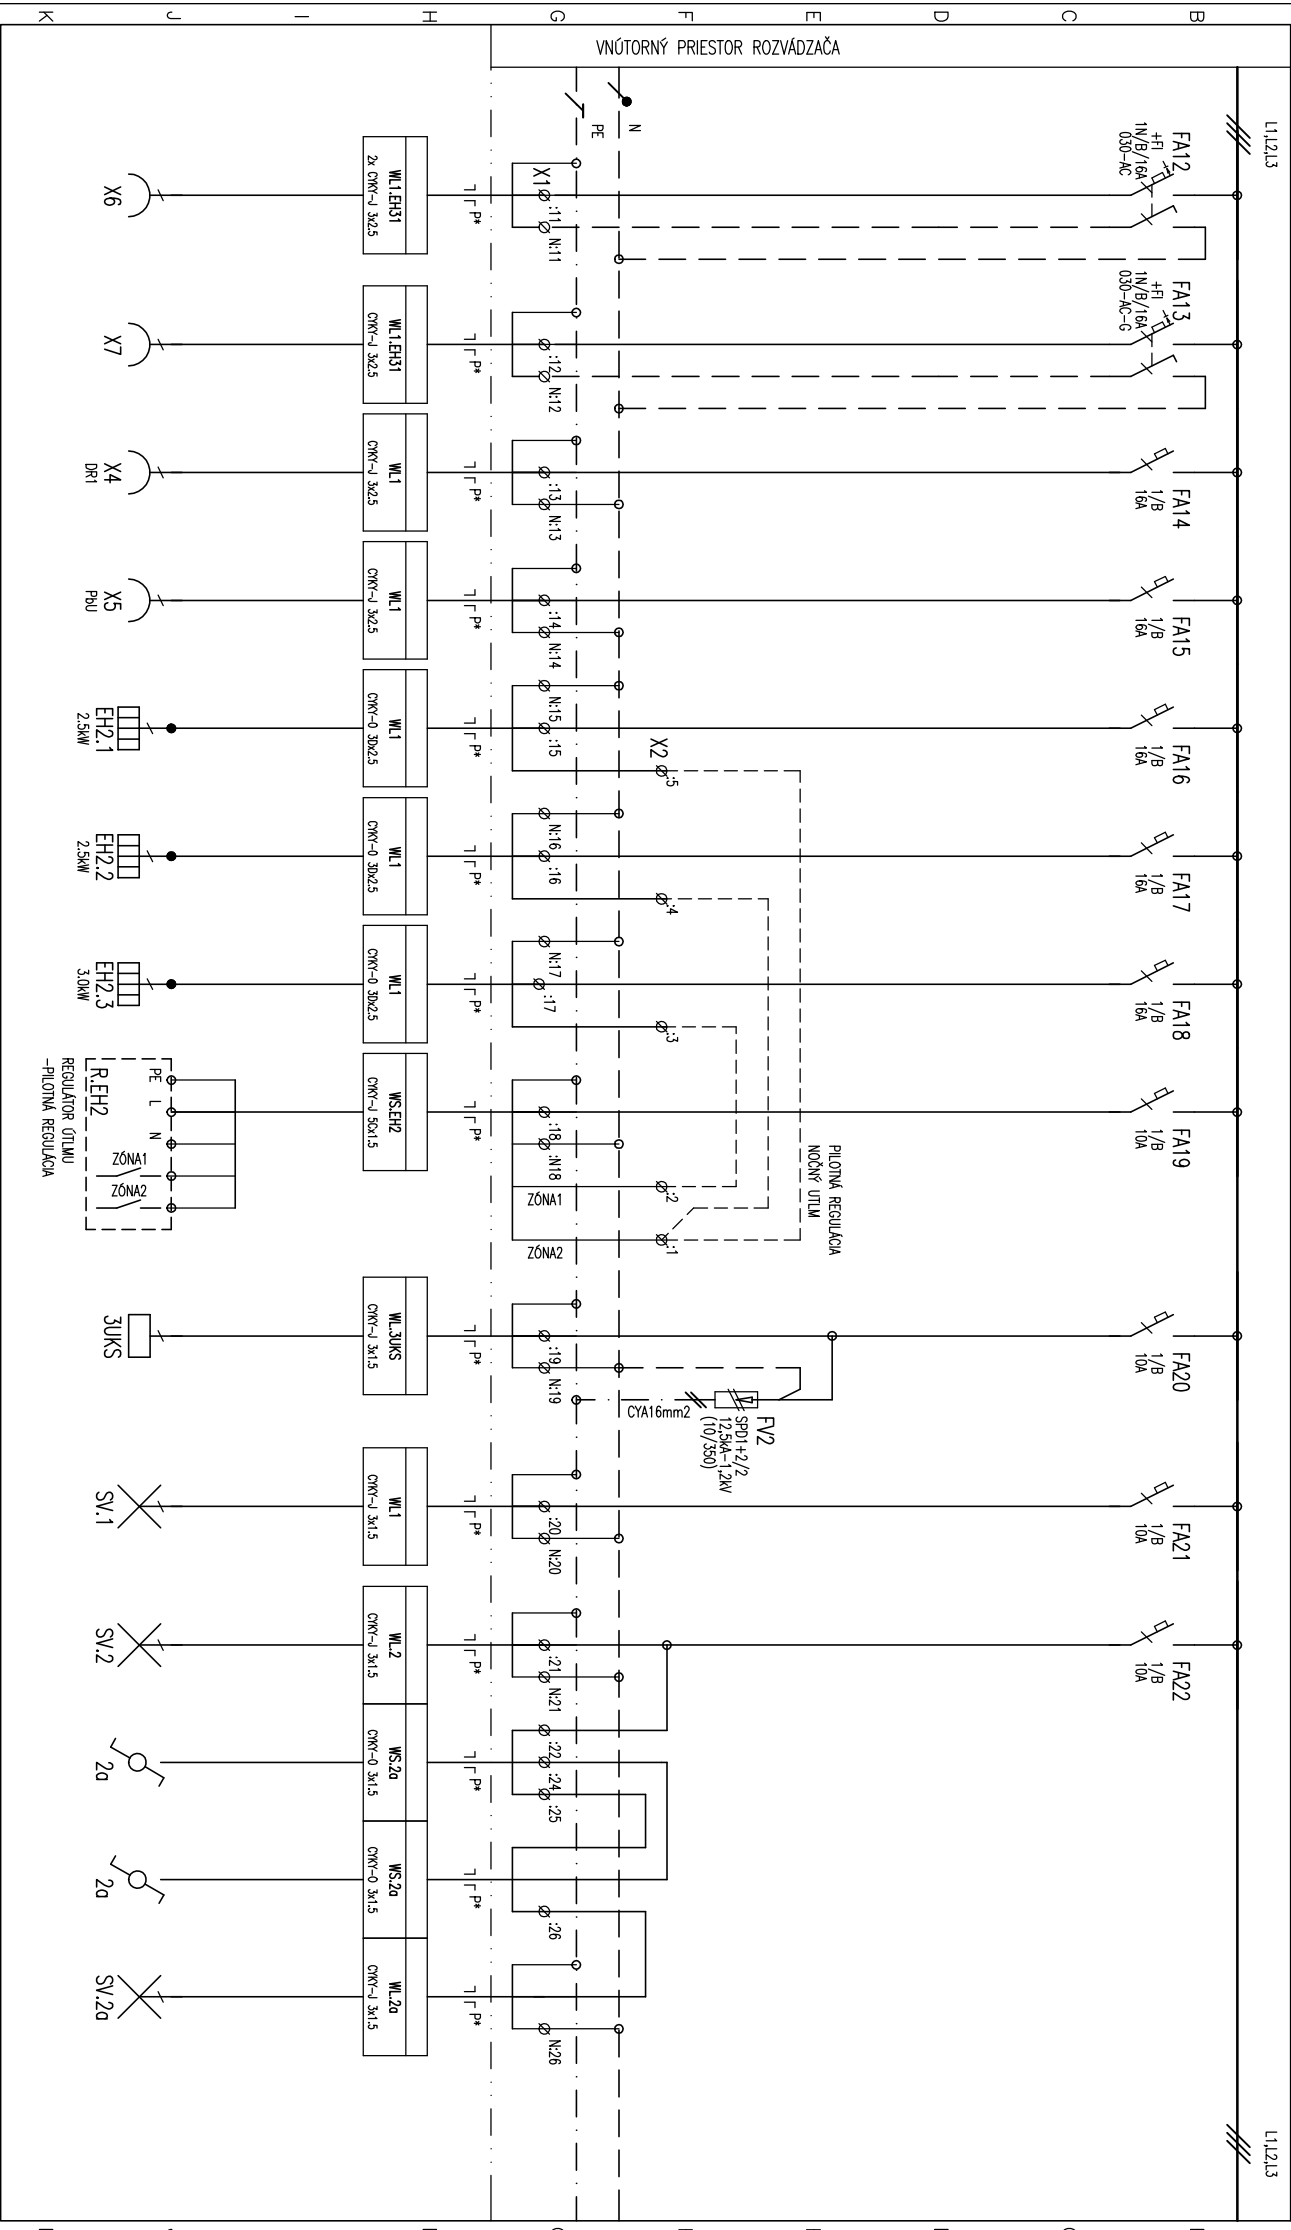 K
J
I
H
G
F
E
D
C
B
VNÚTORNÝ PRIESTOR ROZVÁDZAČA
L1,L2,L3
N
PE
FA12
+FI
1N/B/16A
030-AC
X1
:11
N:11
P*
WL1.EH31
2x CYKY-J 3x2.5
X6
FA13
+FI
1N/B/16A
030-AC-G
:12
N:12
P*
WL1.EH31
CYKY-J 3x2.5
X7
FA14
1/B
16A
:13
N:13
P*
WL1
CYKY-J 3x2.5
X4
DR1
FA15
1/B
16A
:14
N:14
P*
WL1
CYKY-J 3x2.5
X5
PbU
FA16
1/B
16A
X2
:5
N:15
:15
P*
WL1
CYKY-O 3Dx2.5
EH2.1
2.5kW
FA17
1/B
16A
:4
N:16
:16
P*
WL1
CYKY-O 3Dx2.5
EH2.2
2.5kW
FA18
1/B
16A
:3
N:17
:17
P*
WL1
CYKY-O 3Dx2.5
EH2.3
3.0kW
FA19
1/B
10A
PILOTNÁ REGULÁCIA
NOČNÝ UTLM
:2
:1
:18
:N18
ZÓNA1
ZÓNA2
P*
WS.EH2
CYKY-J 5Cx1.5
PE
L
N
ZÓNA1
ZÓNA2
R.EH2
REGULÁTOR ÚTLMU
-PILOTNÁ REGULÁCIA
FA20
1/B
10A
FV2
SPD1+2/2
12,5kA-1,2kV
(10/350)
CYA16mm2
:19
N:19
P*
WL.3UKS
CYKY-J 3x1.5
3UKS
FA21
1/B
10A
:20
N:20
P*
WL1
CYKY-J 3x1.5
SV.1
FA22
1/B
10A
:21
N:21
P*
WL.2
CYKY-J 3x1.5
SV.2
:22
:24
:25
P*
WS.2a
CYKY-O 3x1.5
2a
:26
P*
WS.2a
CYKY-O 3x1.5
2a
N:26
P*
WL.2a
CYKY-J 3x1.5
SV.2a
L1,L2,L3